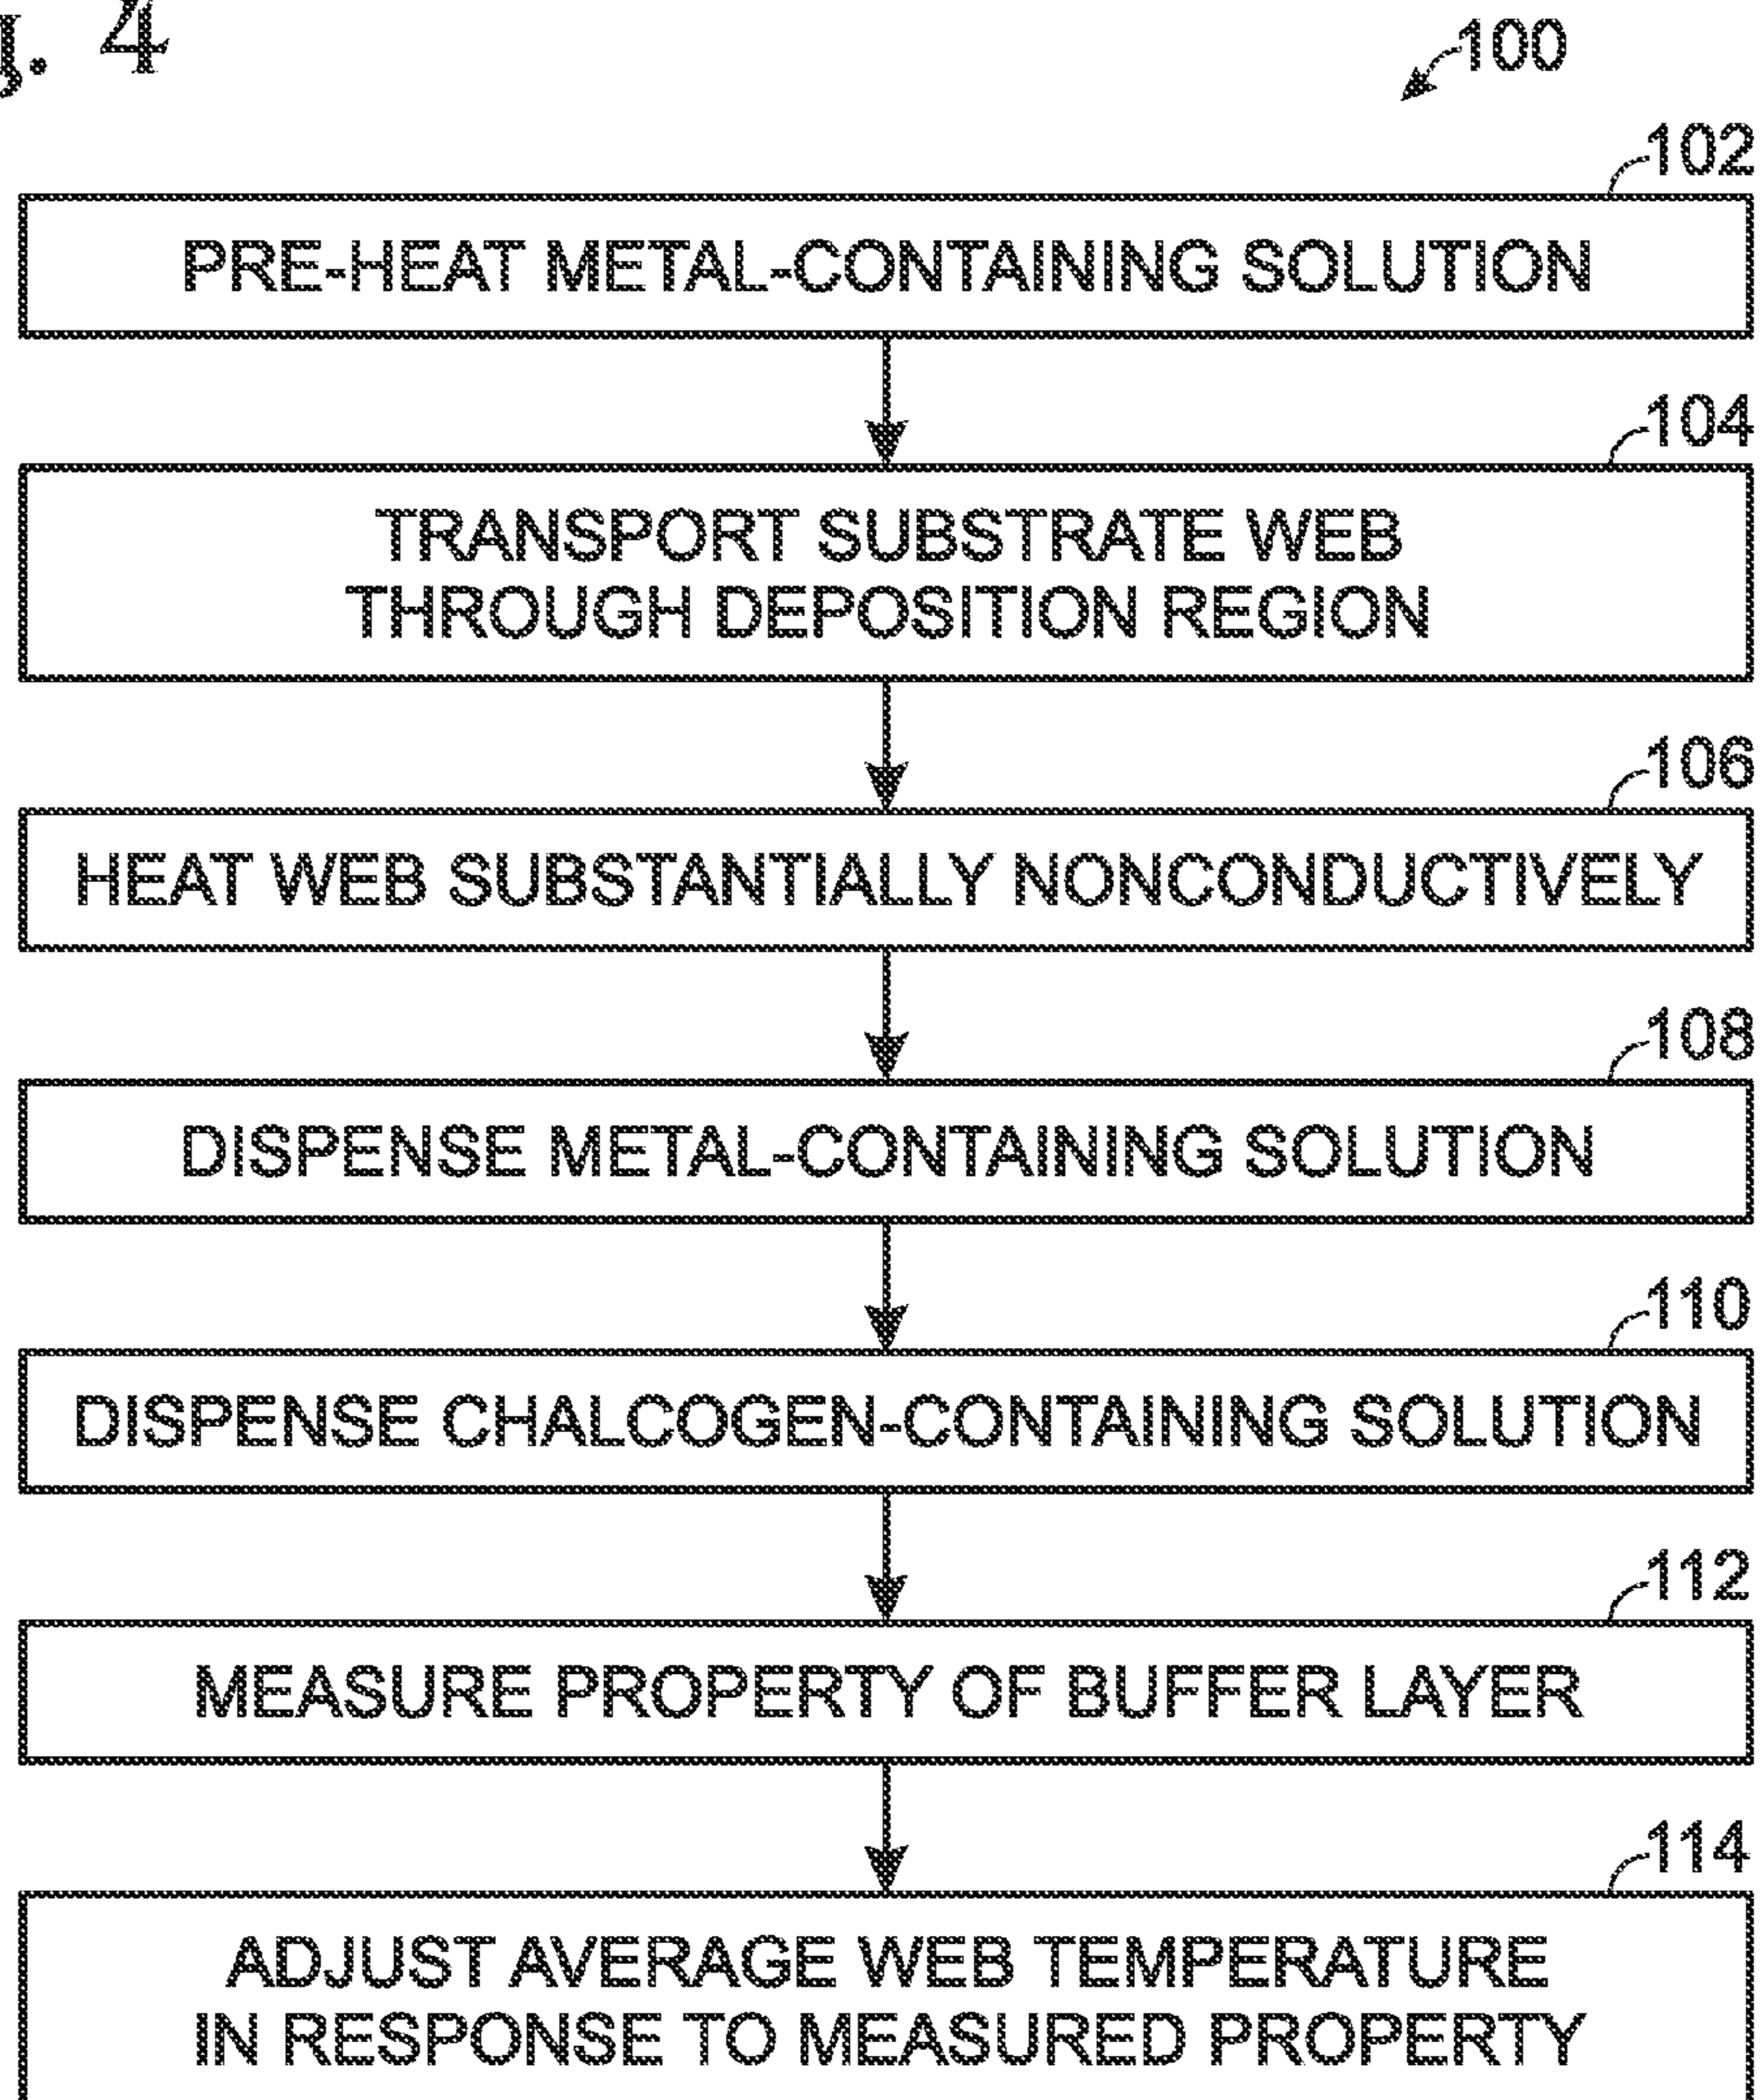 g. 4
100
102
PRE-HEAT METAL-CONTAINING SOLUTION
104
TRANSPORT SUBSTRATE WEB
THROUGH DEPOSITION REGION
106
HEAT WEB SUBSTANTIALLY NONCONDUCTIVELY
108
DISPENSE METAL-CONTAINING SOLUTION
110
DISPENSE CHALCOGEN-CONTAINING SOLUTION
112
MEASURE PROPERTY OF BUFFER LAYER
114
ADJUST AVERAGE WEB TEMPERATURE
IN RESPONSE TO MEASURED PROPERTY